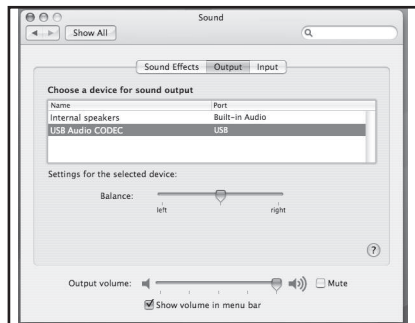 Sound
Show All
Sound Effects Output Input
Choose a device for sound output
Name Port
Internal speakers Built-in Audio
USB Audio CODEC USB
Settings for the selected device:
Balance:
left right
?
Output volume: Mute
Show volume in menu bar